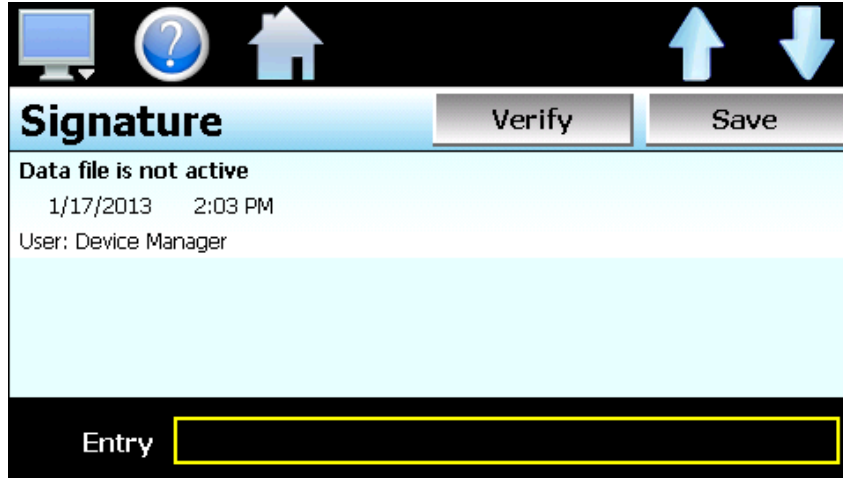 ?
Signature Verify Save
Data file is not active
1/17/2013 2:03 PM
User: Device Manager
Entry